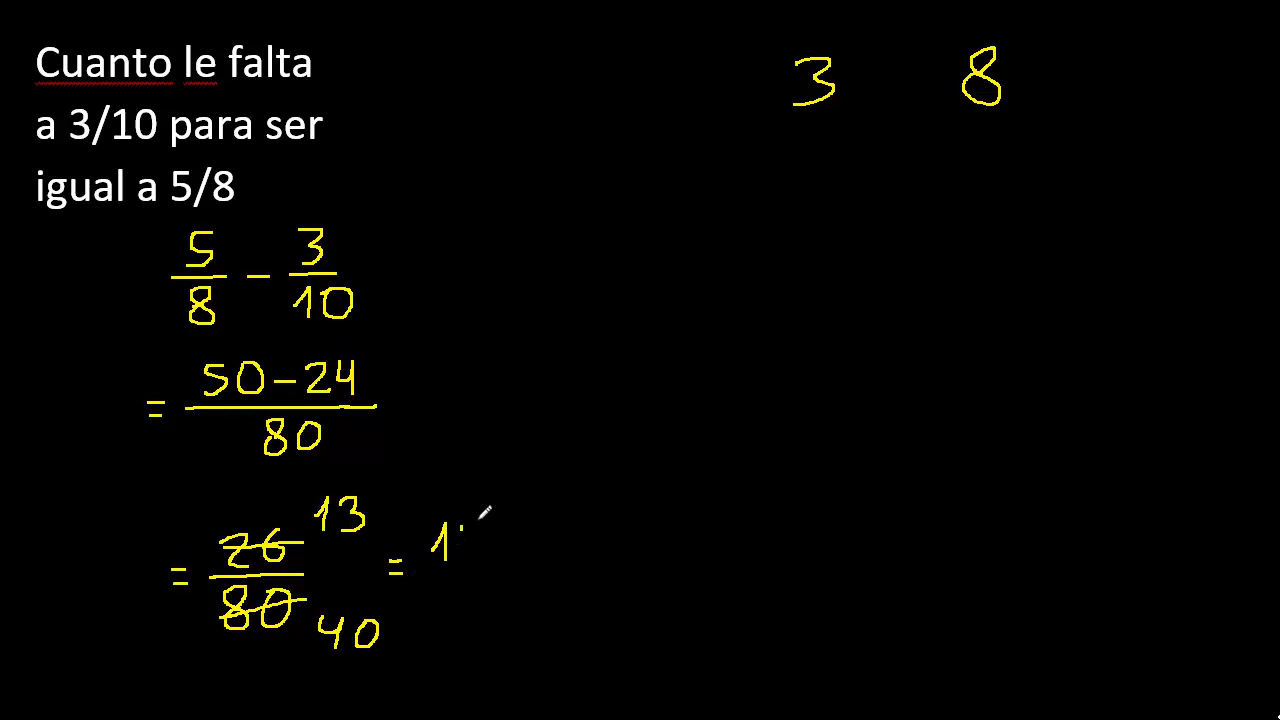 Cuanto le falta
a 3/10 para ser
igual a 5/8
3 8
5/8 - 3/10
= 50-24/80
= 26/80 13/40 = 1